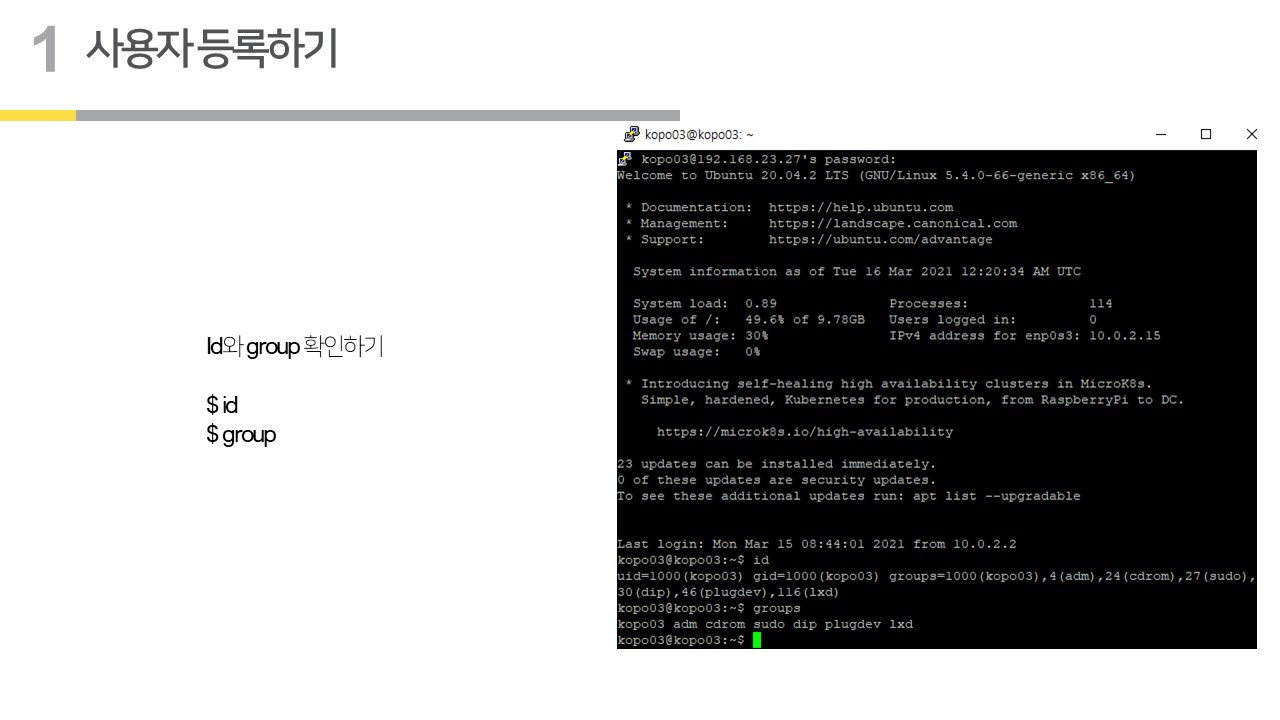 1 사용자 등록하기
Id와 group 확인하기
$ id
$ group
kopo03@kopo03: ~
kopo03@192.168.23.27's password:
Welcome to Ubuntu 20.04.2 LTS (GNU/Linux 5.4.0-66-generic x86_64)
* Documentation:  https://help.ubuntu.com
* Management:     https://landscape.canonical.com
* Support:        https://ubuntu.com/advantage
System information as of Tue 16 Mar 2021 12:20:34 AM UTC
System load:  0.89              Processes:               114
Usage of /:   49.6% of 9.78GB   Users logged in:         0
Memory usage: 30%               IPv4 address for enp0s3: 10.0.2.15
Swap usage:   0%
* Introducing self-healing high availability clusters in MicroK8s.
Simple, hardened, Kubernetes for production, from RaspberryPi to DC.
https://microk8s.io/high-availability
23 updates can be installed immediately.
0 of these updates are security updates.
To see these additional updates run: apt list --upgradable
Last login: Mon Mar 15 08:44:01 2021 from 10.0.2.2
kopo03@kopo03:~$ id
uid=1000(kopo03) gid=1000(kopo03) groups=1000(kopo03),4(adm),24(cdrom),27(sudo),
30(dip),46(plugdev),116(lxd)
kopo03@kopo03:~$ groups
kopo03 adm cdrom sudo dip plugdev lxd
kopo03@kopo03:~$